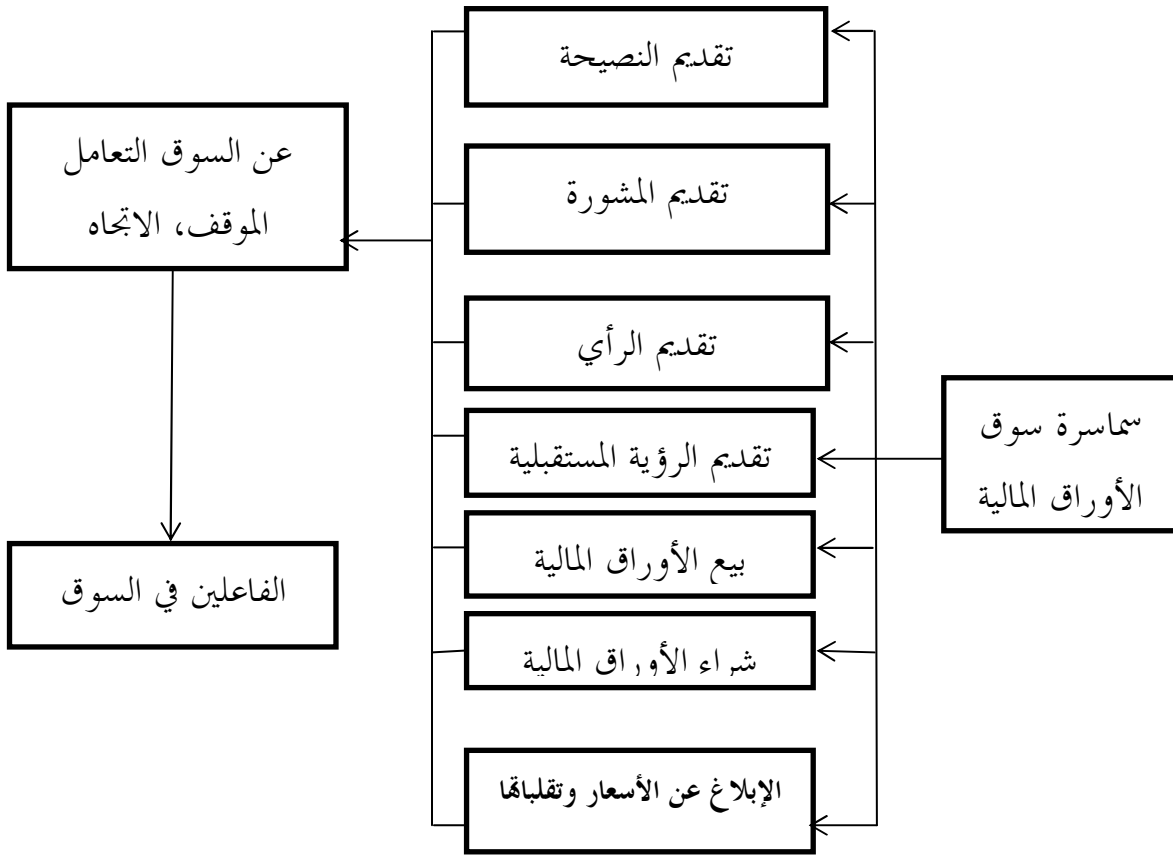 سماسرة سوق
الأوراق المالية
تقديم النصيحة
تقديم المشورة
تقديم الرأي
تقديم الرؤية المستقبلية
بيع الأوراق المالية
شراء الأوراق المالية
الإبلاغ عن الأسعار وتقلباتها
عن السوق التعامل
الموقف، الاتجاه
الفاعلين في السوق